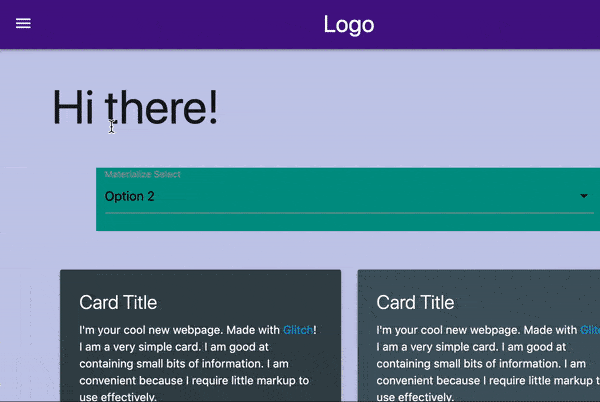 Logo
Hi there!
Materialize Select
Option 2
Card Title
I'm your cool new webpage. Made with Glitch!
I am a very simple card. I am good at
containing small bits of information. I am
convenient because I require little markup to
use effectively.
Card Title
I'm your cool new webpage. Made with Glitc
I am a very simple card. I am good at
containing small bits of information. I am
convenient because I require little markup to
use effectively.